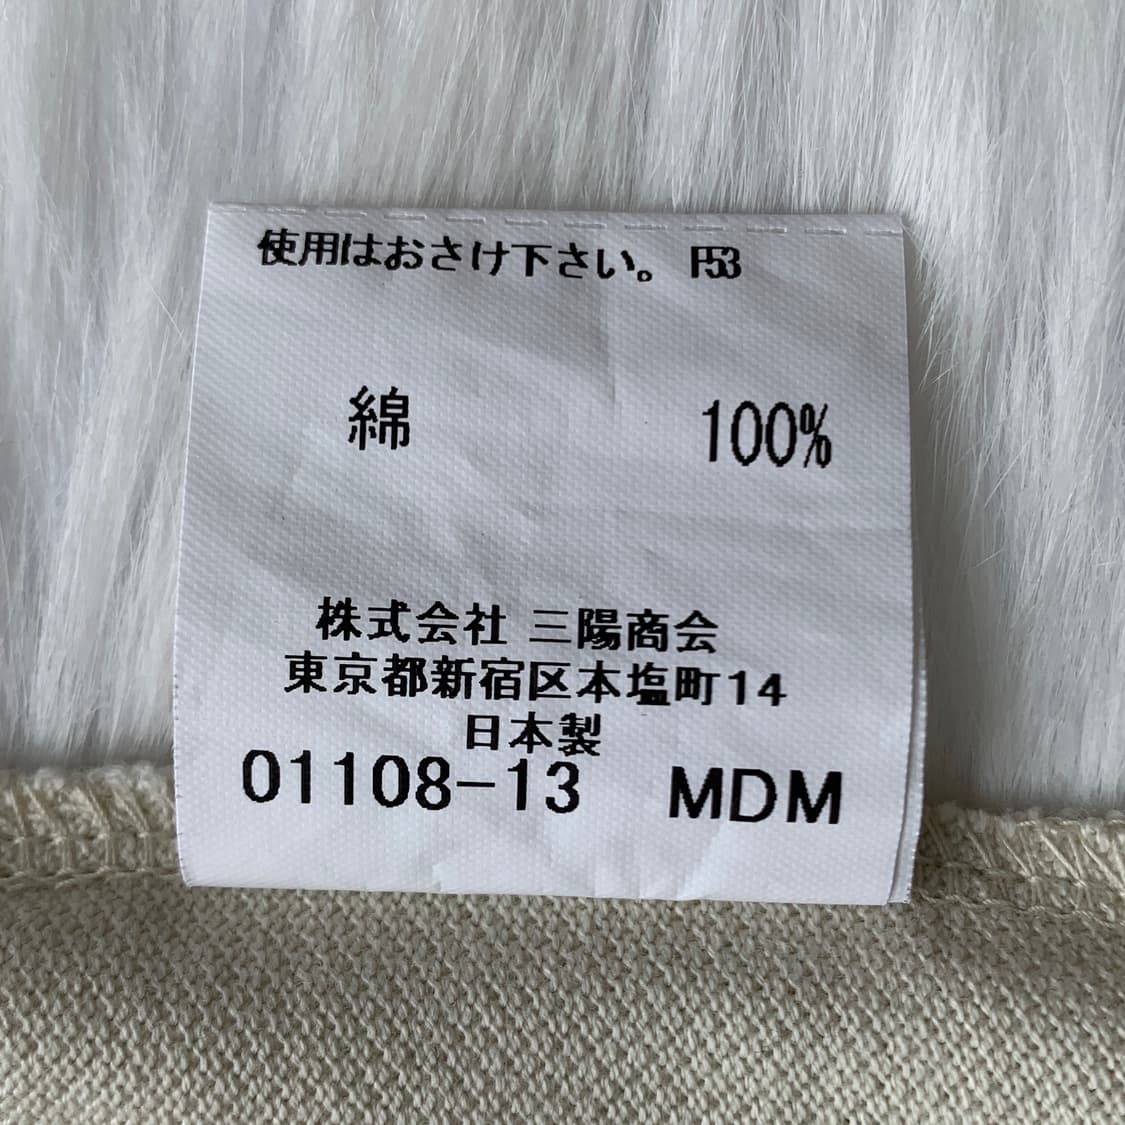 使用はおさけ下さい。 F53
綿 100%
株式会社 三陽商会
東京都新宿区本塩町14
日本製
01108-13 MDM